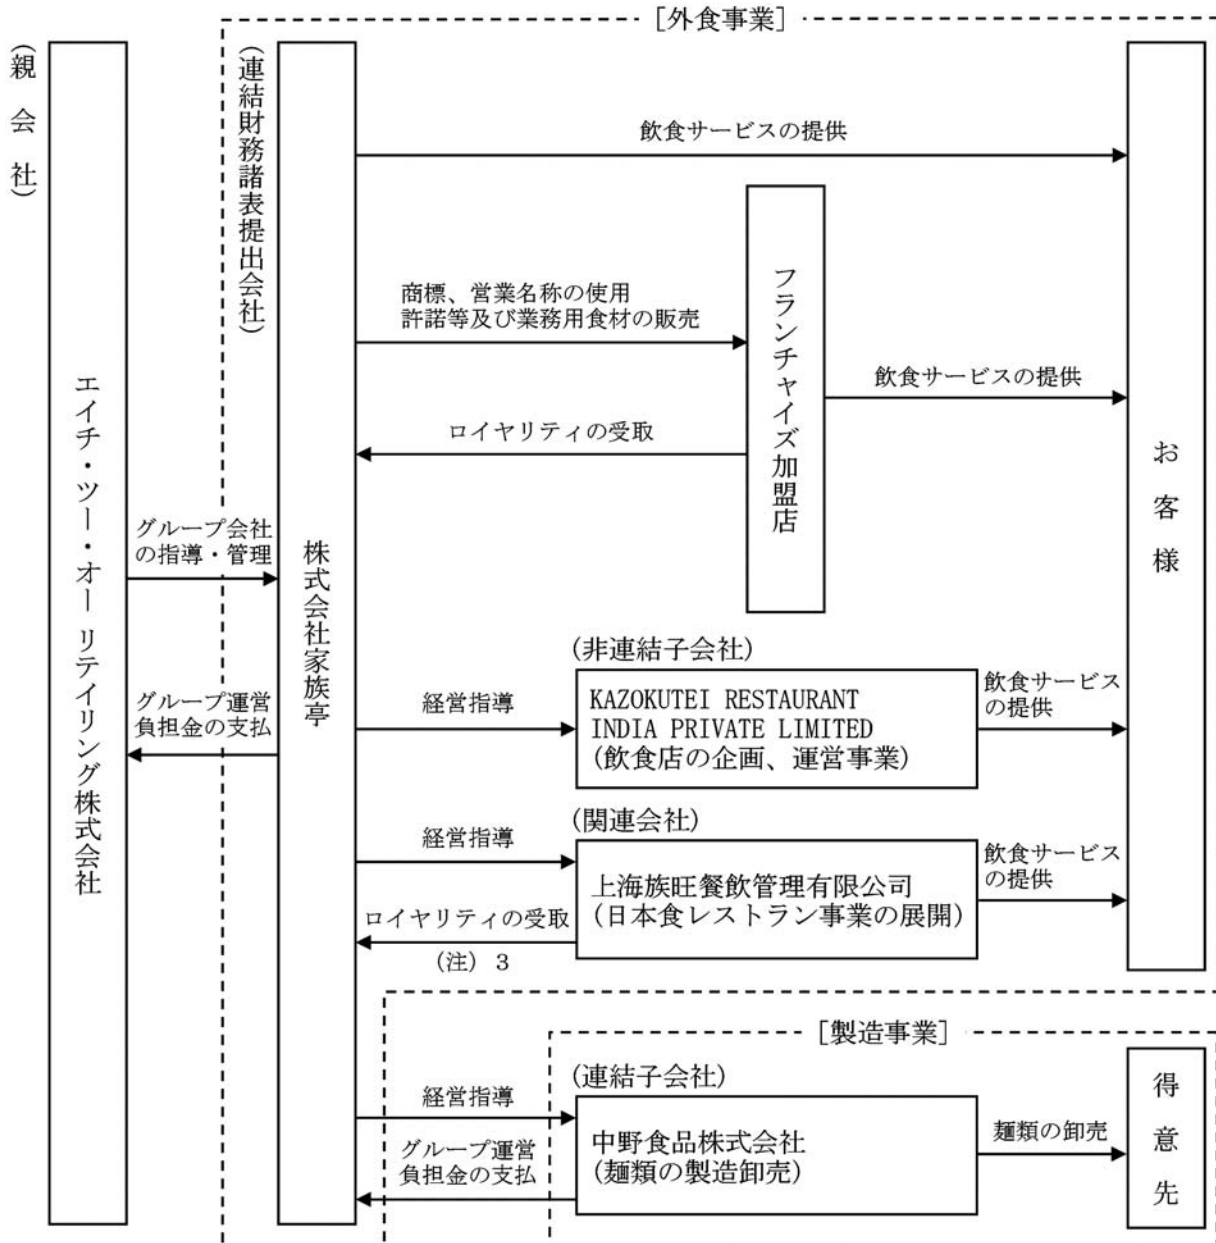 [外食事業]
(親会社)
エイチ・ツー・オー リテイリング株式会社
(連結財務諸表提出会社)
株式会社家族亭
グループ会社
の指導・管理
グループ運営
負担金の支払
飲食サービスの提供
商標、営業名称の使用
許諾等及び業務用食材の販売
ロイヤリティの受取
フランチャイズ加盟店
飲食サービスの提供
お客様
(非連結子会社)
経営指導
KAZOKUTEI RESTAURANT
INDIA PRIVATE LIMITED
(飲食店の企画、運営事業)
飲食サービス
の提供
(関連会社)
経営指導
上海族旺餐飲管理有限公司
(日本食レストラン事業の展開)
ロイヤリティの受取
(注) 3
飲食サービス
の提供
[製造事業]
(連結子会社)
経営指導
グループ運営
負担金の支払
中野食品株式会社
(麺類の製造卸売)
麺類の卸売
得意先